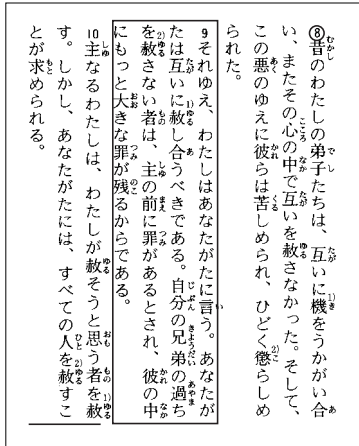 ⑧昔のわたしの弟子たちは、互いに機をうかがい合
い、またその心の中で互いを赦さなかった。そして、
この悪のゆえに彼らは苦しめられ、ひどく懲らしめ
られた。
9それゆえ、わたしはあなたがたに言う。あなたが
たは互いに赦し合うべきである。自分の兄弟の過ち
を赦さない者は、主の前に罪があるとされ、彼の中
にもっと大きな罪が残るからである。
10主なるわたしは、わたしが赦そうと思う者を赦
す。しかし、あなたがたには、すべての人を赦すこ
とが求められる。